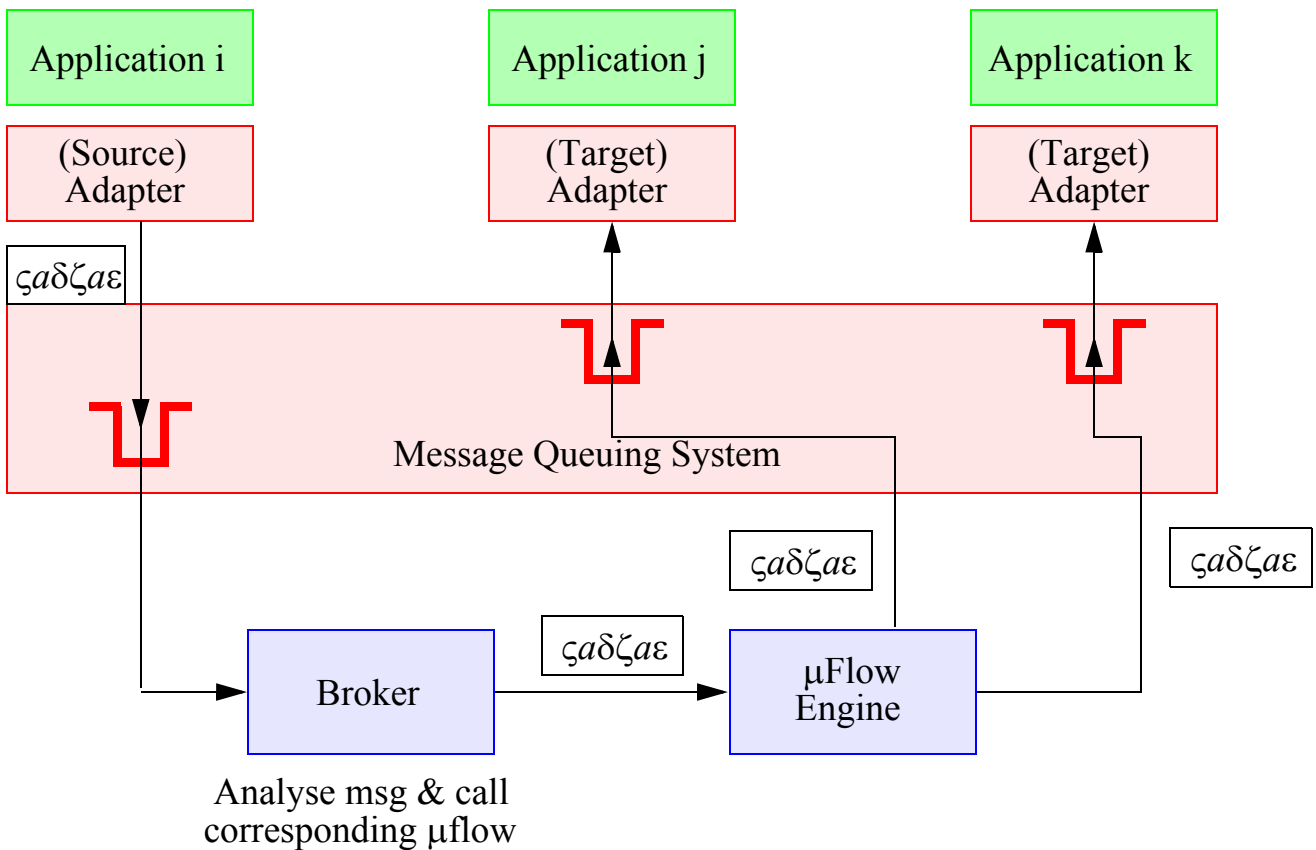 Application i
Application j
Application k
(Source)
Adapter
(Target)
Adapter
(Target)
Adapter
ςaδζaε
Message Queuing System
ςaδζaε
ςaδζaε
ςaδζaε
Broker
μFlow
Engine
Analyse msg & call
corresponding μflow